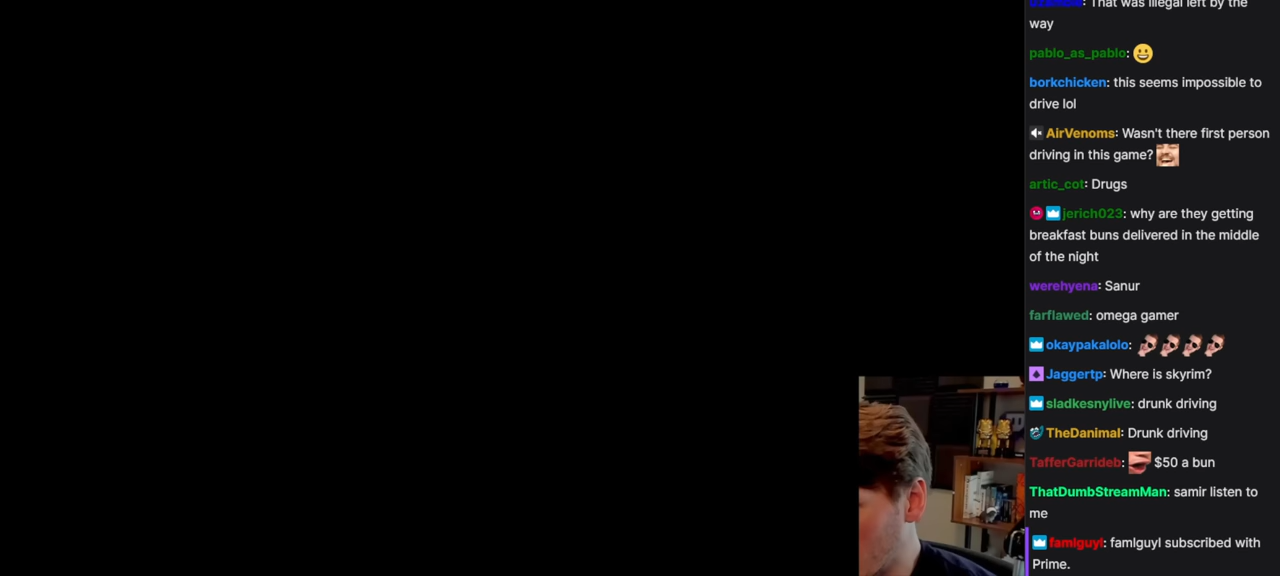 : That was illegal left by the
way
pablo_as_pablo:
borkchicken: this seems impossible to
drive lol
AirVenoms: Wasn't there first person
driving in this game?
artic_cot: Drugs
jerich023: why are they getting
breakfast buns delivered in the middle
of the night
werehyena: Sanur
farflawed: omega gamer
okaypakalolo:
Jaggertp: Where is skyrim?
sladkesnylive: drunk driving
TheDanimal: Drunk driving
TafferGarrideb: $50 a bun
ThatDumbStreamMan: samir listen to
me
famlguyl: famlguyl subscribed with
Prime.